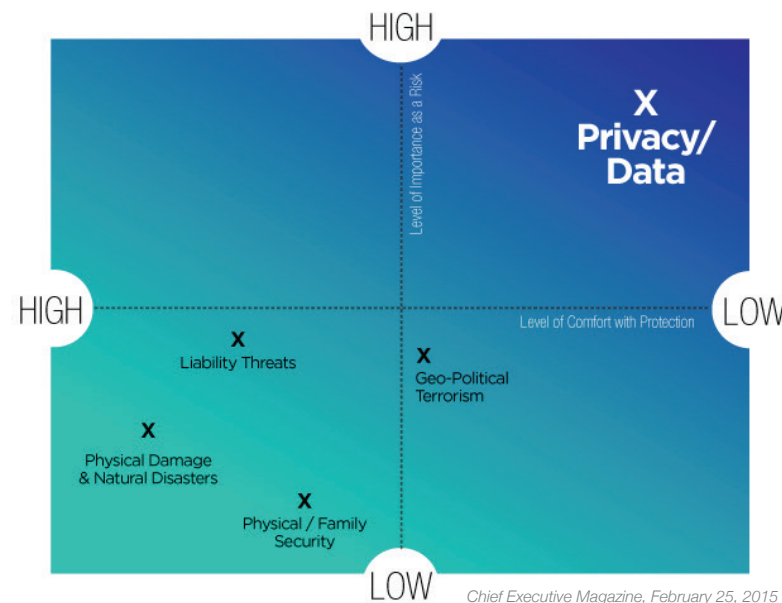 HIGH
Level of Importance as a Risk
X
Privacy/
Data
HIGH
LOW
Level of Comfort with Protection
X
Liability Threats
X
Geo-Political
Terrorism
X
Physical Damage
& Natural Disasters
X
Physical / Family
Security
LOW
Chief Executive Magazine, February 25, 2015